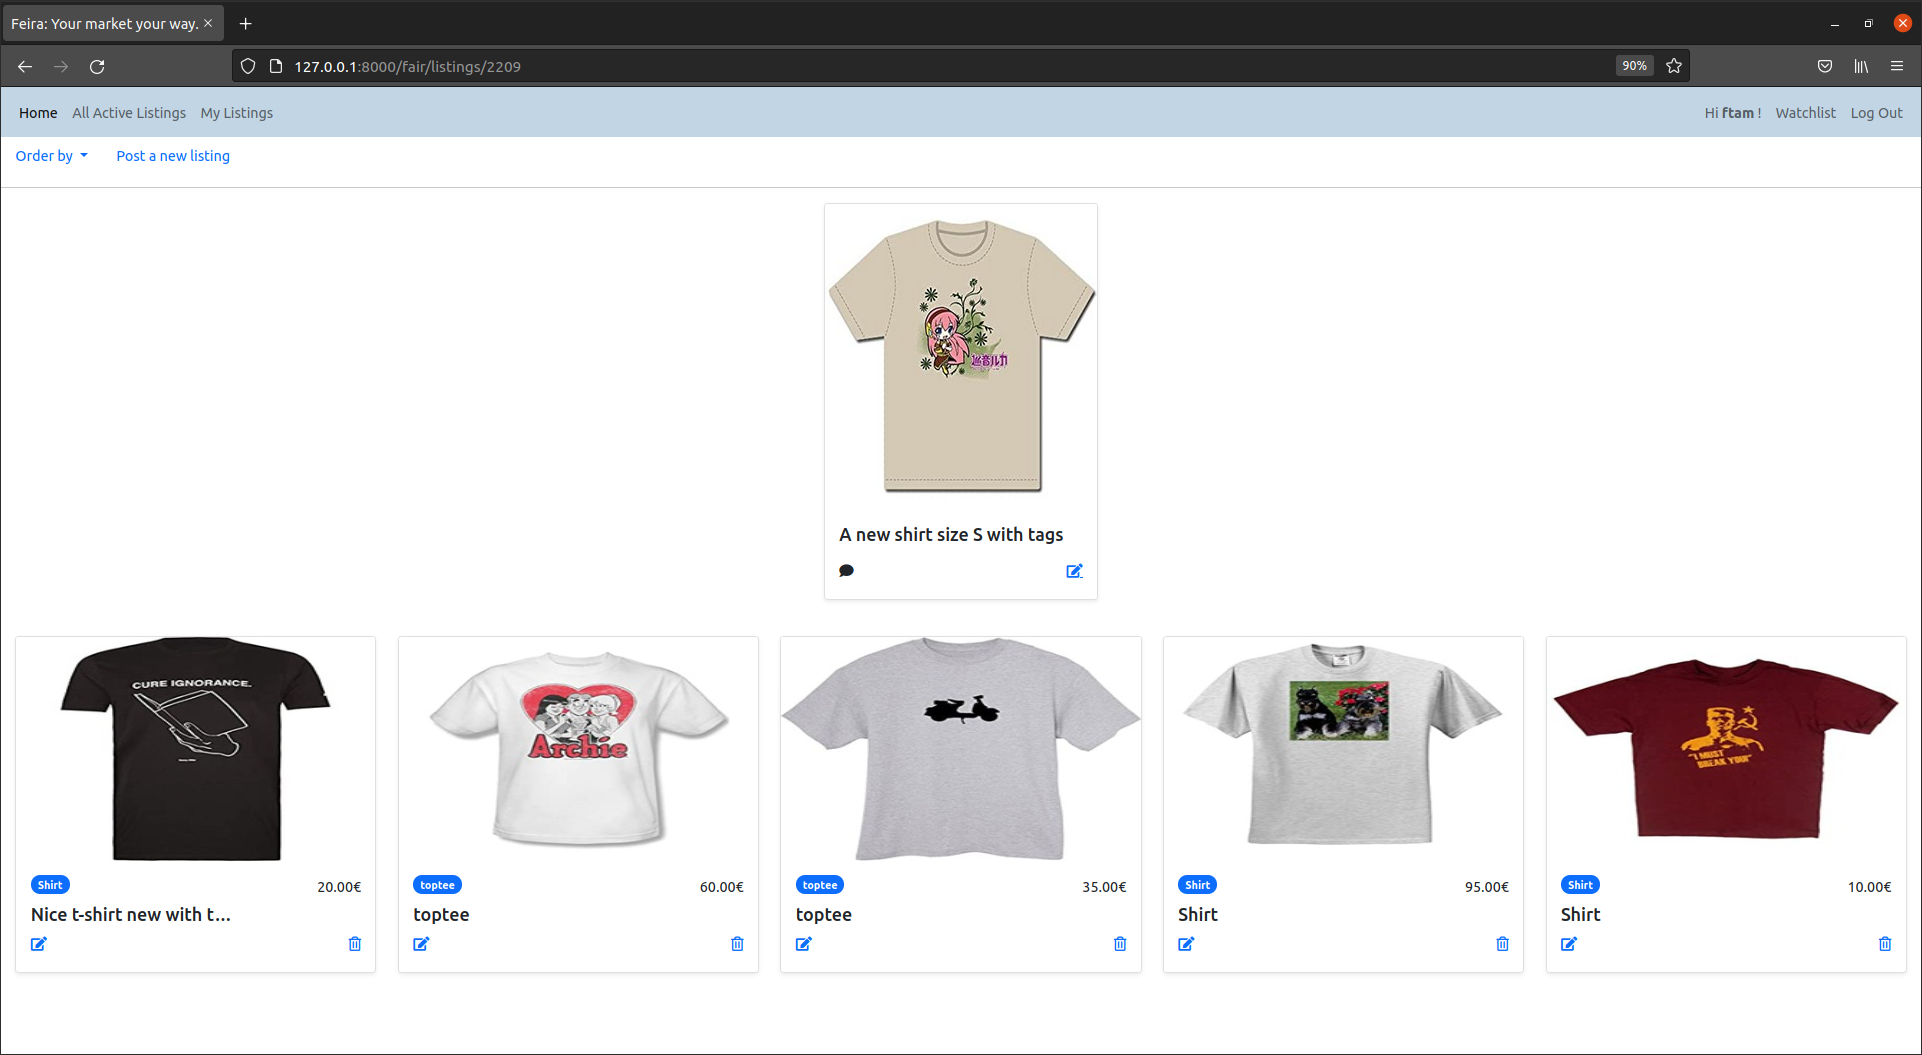 Feira: Your market your way.
127.0.0.1:8000/fair/listings/2209
90%
Home All Active Listings My Listings
Hi ftam ! Watchlist Log Out
Order by Post a new listing
巡音ルカ
A new shirt size S with tags
CURE IGNORANCE.
Archie
"I MUST
BREAK YOU!"
Shirt 20.00€
Nice t-shirt new with t...
toptee 60.00€
toptee
toptee 35.00€
toptee
Shirt 95.00€
Shirt
Shirt 10.00€
Shirt